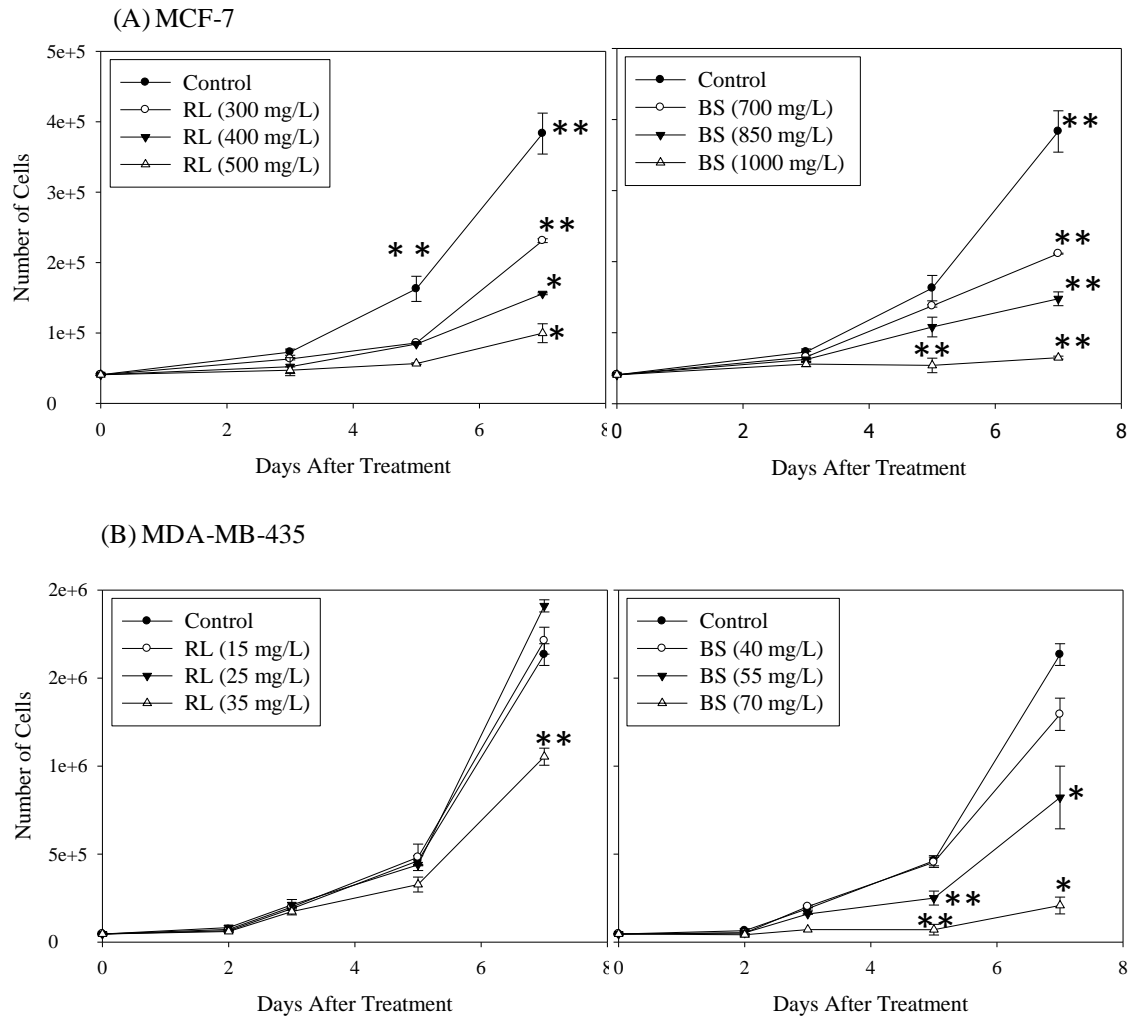 (A) MCF-7
5e+5
4e+5
3e+5
2e+5
1e+5
0
Number of Cells
Control
RL (300 mg/L)
RL (400 mg/L)
RL (500 mg/L)
**
* *
**
*
*
0 2 4 6 8
Days After Treatment
Control
BS (700 mg/L)
BS (850 mg/L)
BS (1000 mg/L)
**
**
**
**
**
0 2 4 6 8
Days After Treatment
(B) MDA-MB-435
2e+6
2e+6
1e+6
5e+5
0
Number of Cells
Control
RL (15 mg/L)
RL (25 mg/L)
RL (35 mg/L)
**
0 2 4 6 8
Days After Treatment
Control
BS (40 mg/L)
BS (55 mg/L)
BS (70 mg/L)
*
**
*
**
0 2 4 6 8
Days After Treatment